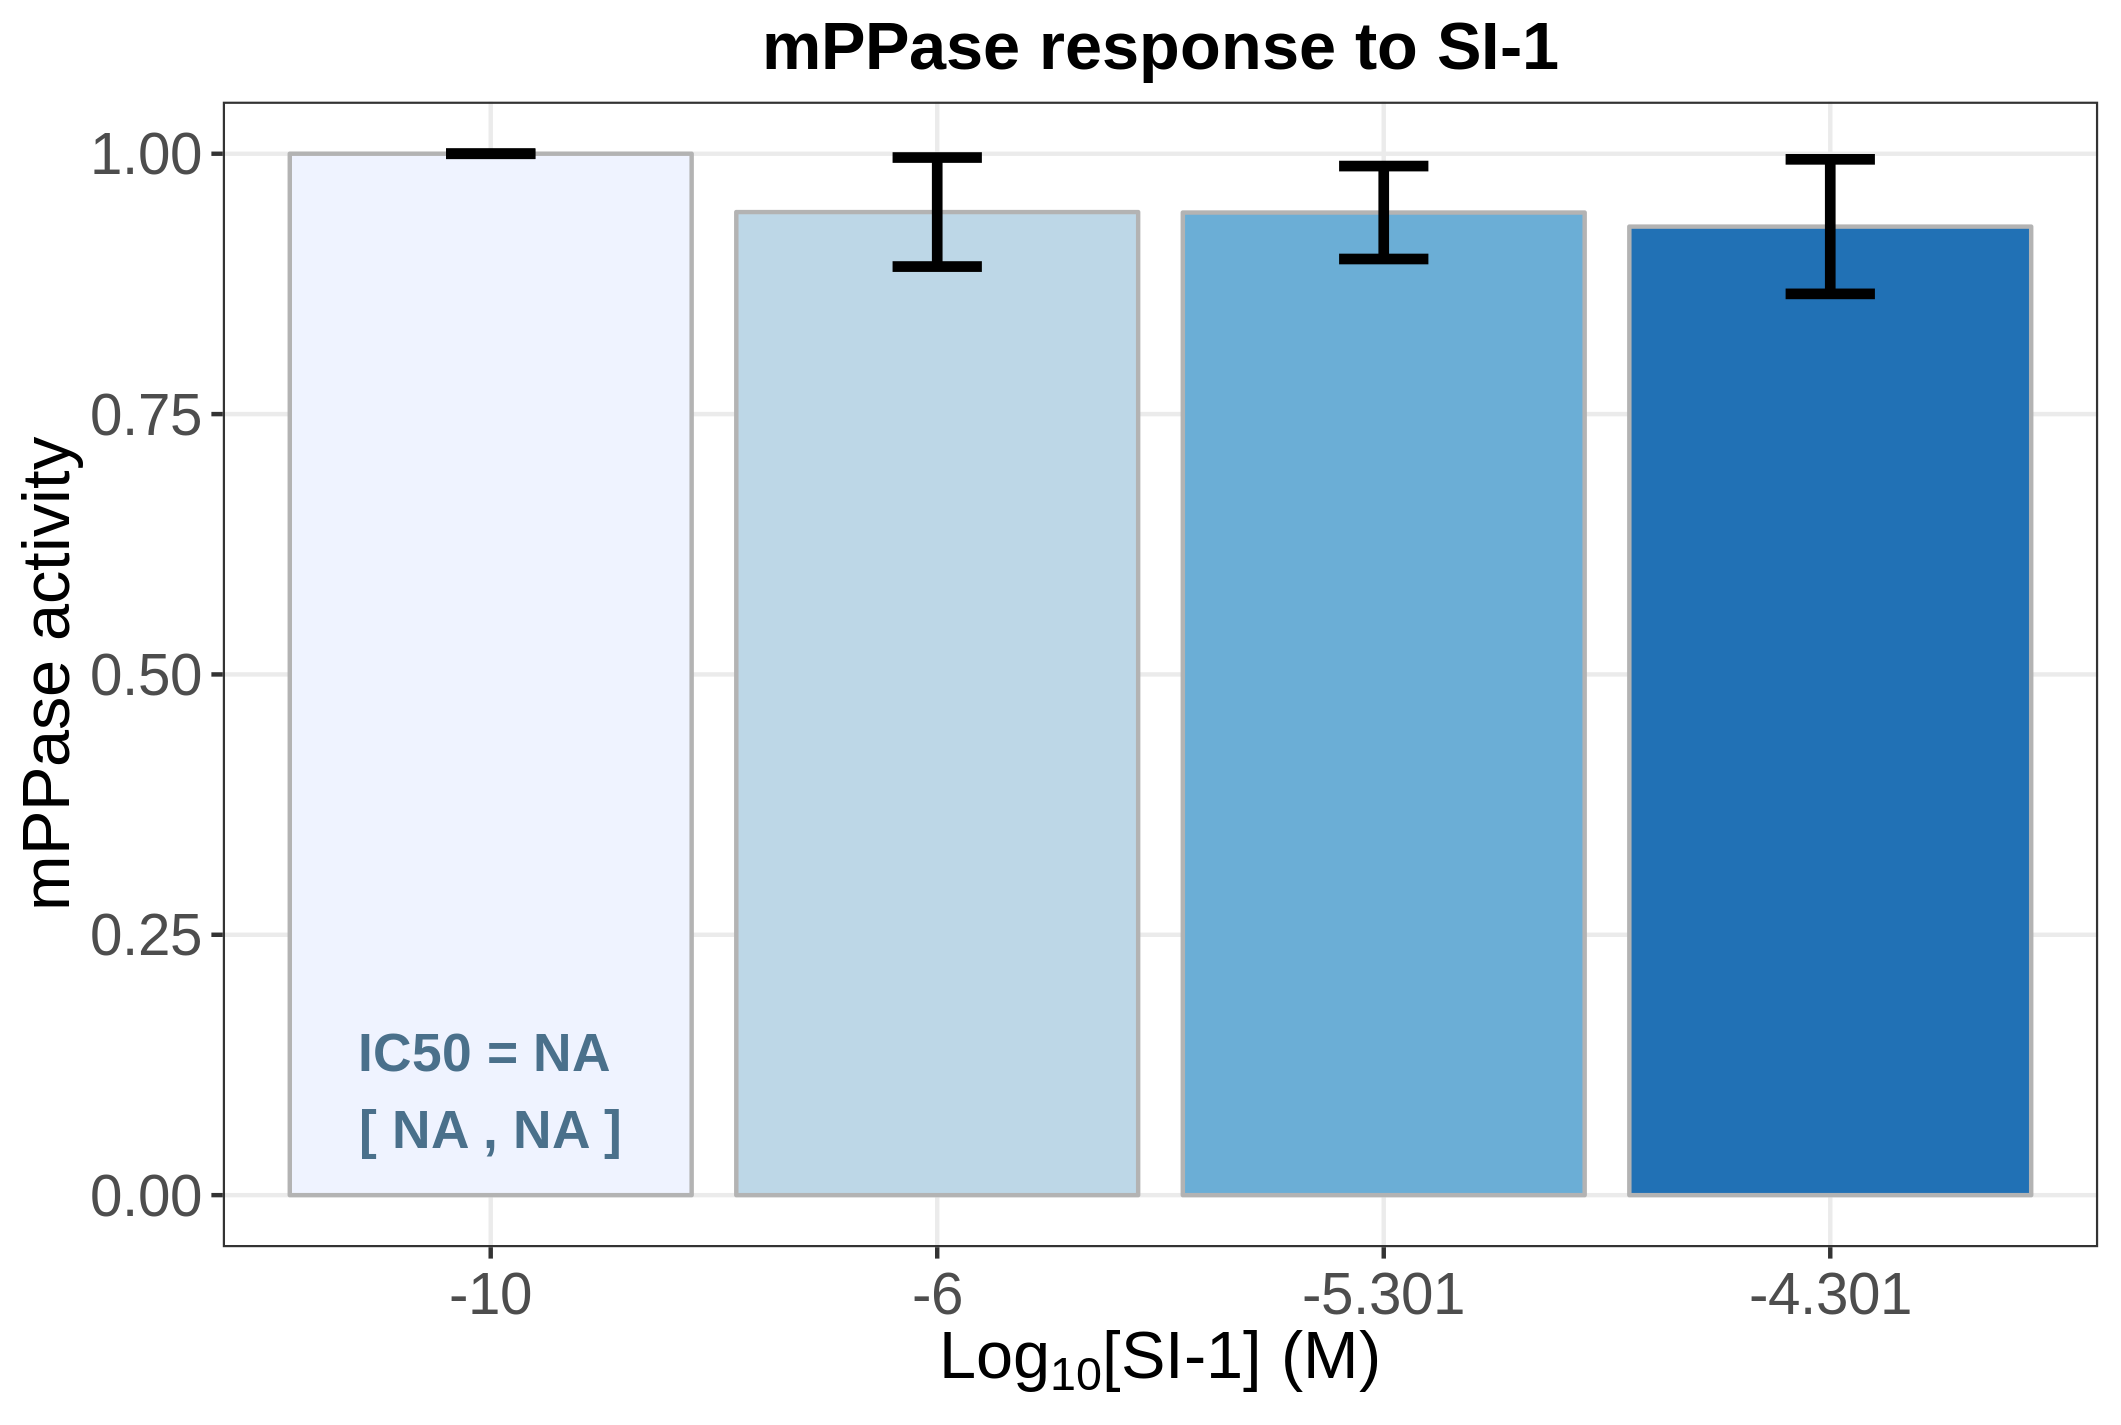 mPPase response to SI-1
mPPase activity
1.00
0.75
0.50
0.25
0.00
IC50 = NA
[ NA , NA ]
-10
-6
-5.301
-4.301
Log10[SI-1] (M)